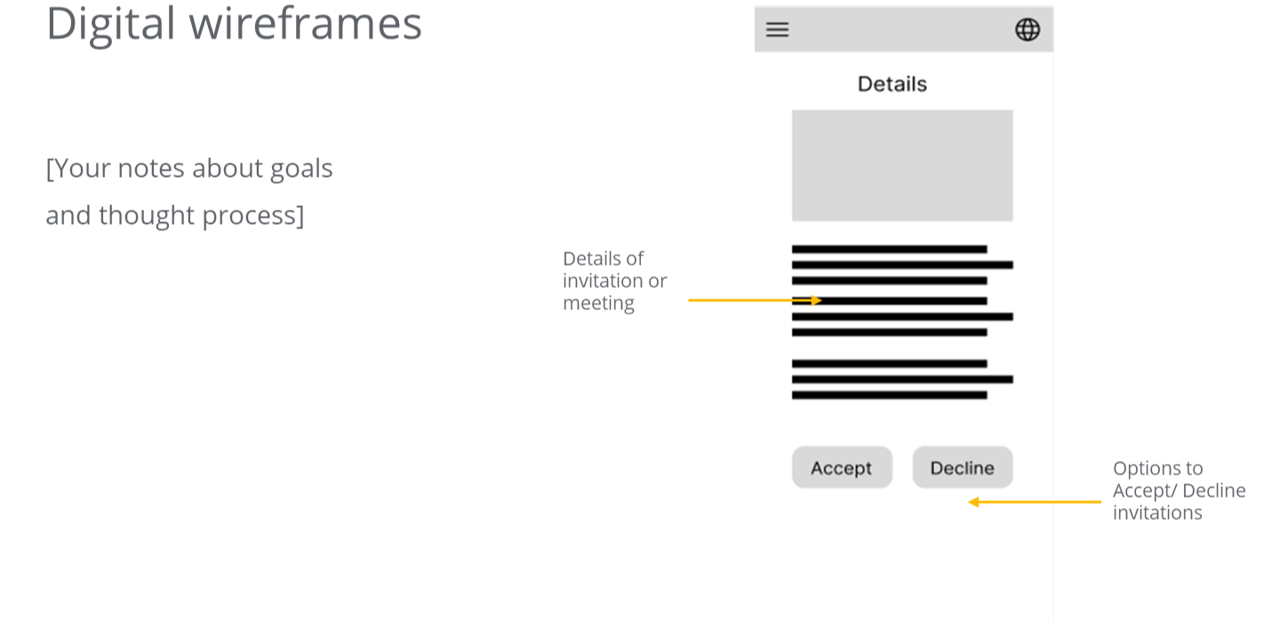 Digital wireframes
[Your notes about goals
and thought process]
Details
Details of
invitation or
meeting
Accept
Decline
Options to
Accept/ Decline
invitations